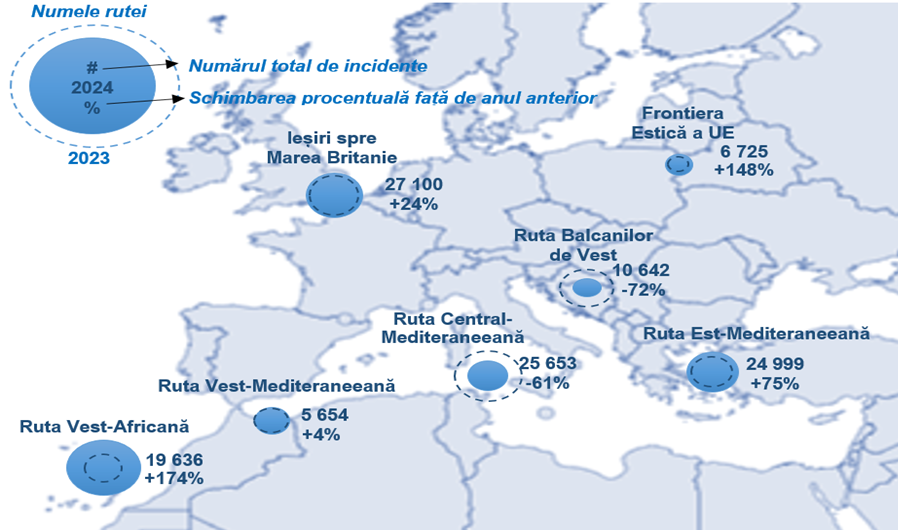 Numele rutei
#
2024
%
Numărul total de incidente
Schimbarea procentuală față de anul anterior
2023
Ieșiri spre
Marea Britanie
27 100
+24%
Frontiera
Estică a UE
6 725
+148%
Ruta Balcanilor
de Vest
10 642
-72%
Ruta Central-
Mediteraneeană
25 653
-61%
Ruta Est-Mediteraneeană
24 999
+75%
Ruta Vest-Mediteraneeană
5 654
+4%
Ruta Vest-Africană
19 636
+174%